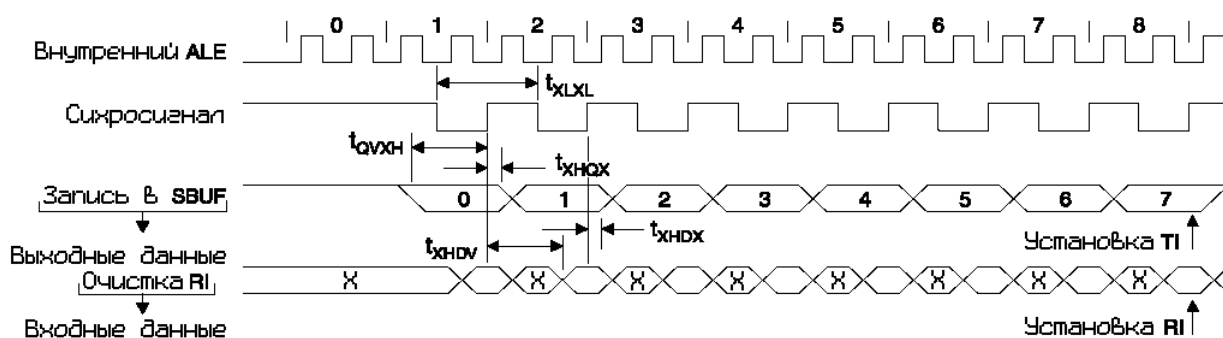 0 1 2 3 4 5 6 7 8
Внутренний ALE
tXLXL
Сихросигнал
tQVXH
tXHQX
Запись в SBUF
0 1 2 3 4 5 6 7
tXHDV
tXHDX
Установка TI
Выходные данные
Очистка RI
X X X X X X X X
Входные данные
Установка RI